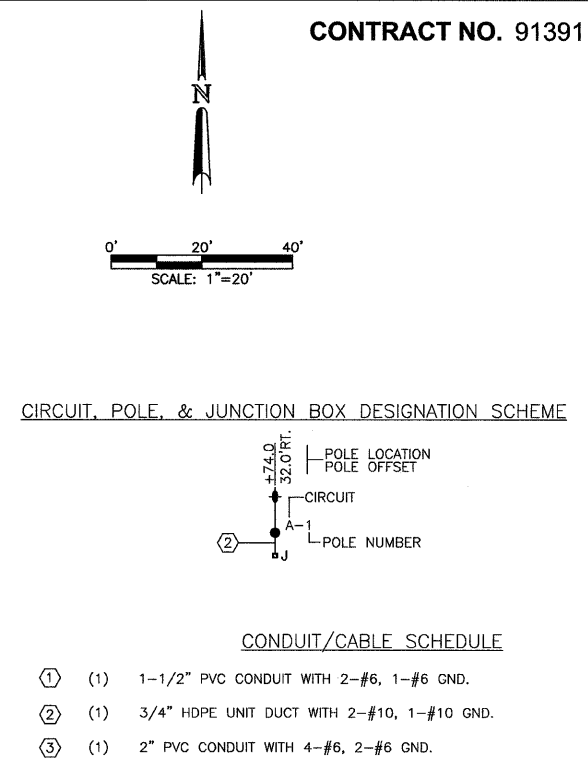 CONTRACT NO. 91391
N
0' 20' 40'
SCALE: 1"=20'
CIRCUIT, POLE, & JUNCTION BOX DESIGNATION SCHEME
+74.0
32.0'RT.
POLE LOCATION
POLE OFFSET
CIRCUIT
A-1
2
POLE NUMBER
J
CONDUIT/CABLE SCHEDULE
1 (1) 1-1/2" PVC CONDUIT WITH 2-#6, 1-#6 GND.
2 (1) 3/4" HDPE UNIT DUCT WITH 2-#10, 1-#10 GND.
3 (1) 2" PVC CONDUIT WITH 4-#6, 2-#6 GND.